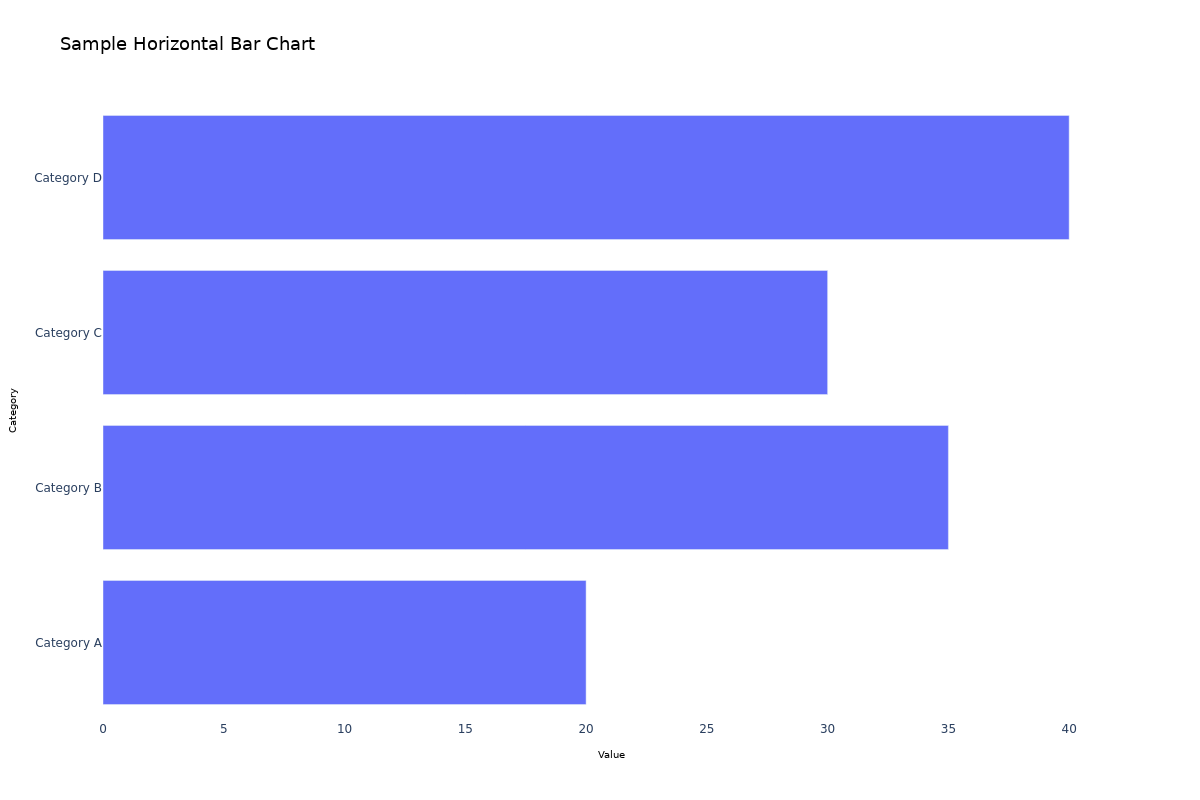 Sample Horizontal Bar Chart
Category D
Category C
Category
Category B
Category A
0 5 10 15 20 25 30 35 40
Value